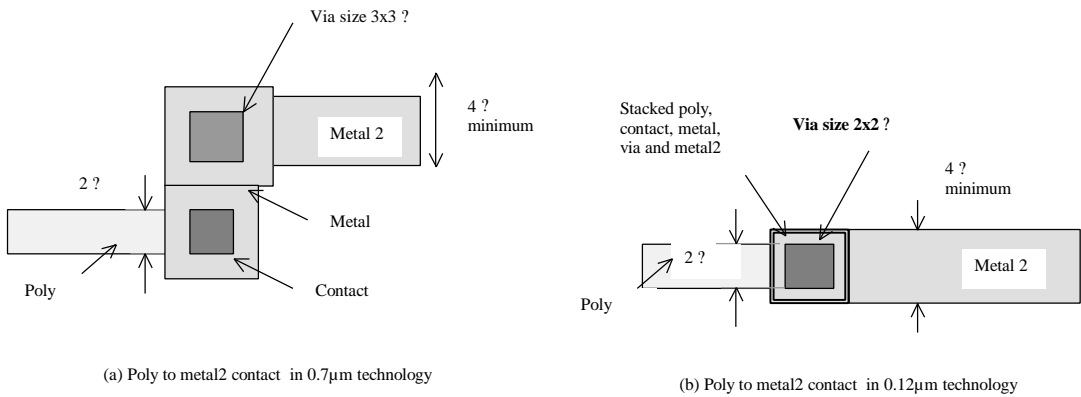 Via size 3x3 ?
4 ?
minimum
Metal 2
2 ?
Metal
Poly
Contact
(a) Poly to metal2 contact in 0.7µm technology
Stacked poly,
contact, metal,
via and metal2
Via size 2x2 ?
4 ?
minimum
2 ?
Metal 2
Poly
(b) Poly to metal2 contact in 0.12µm technology